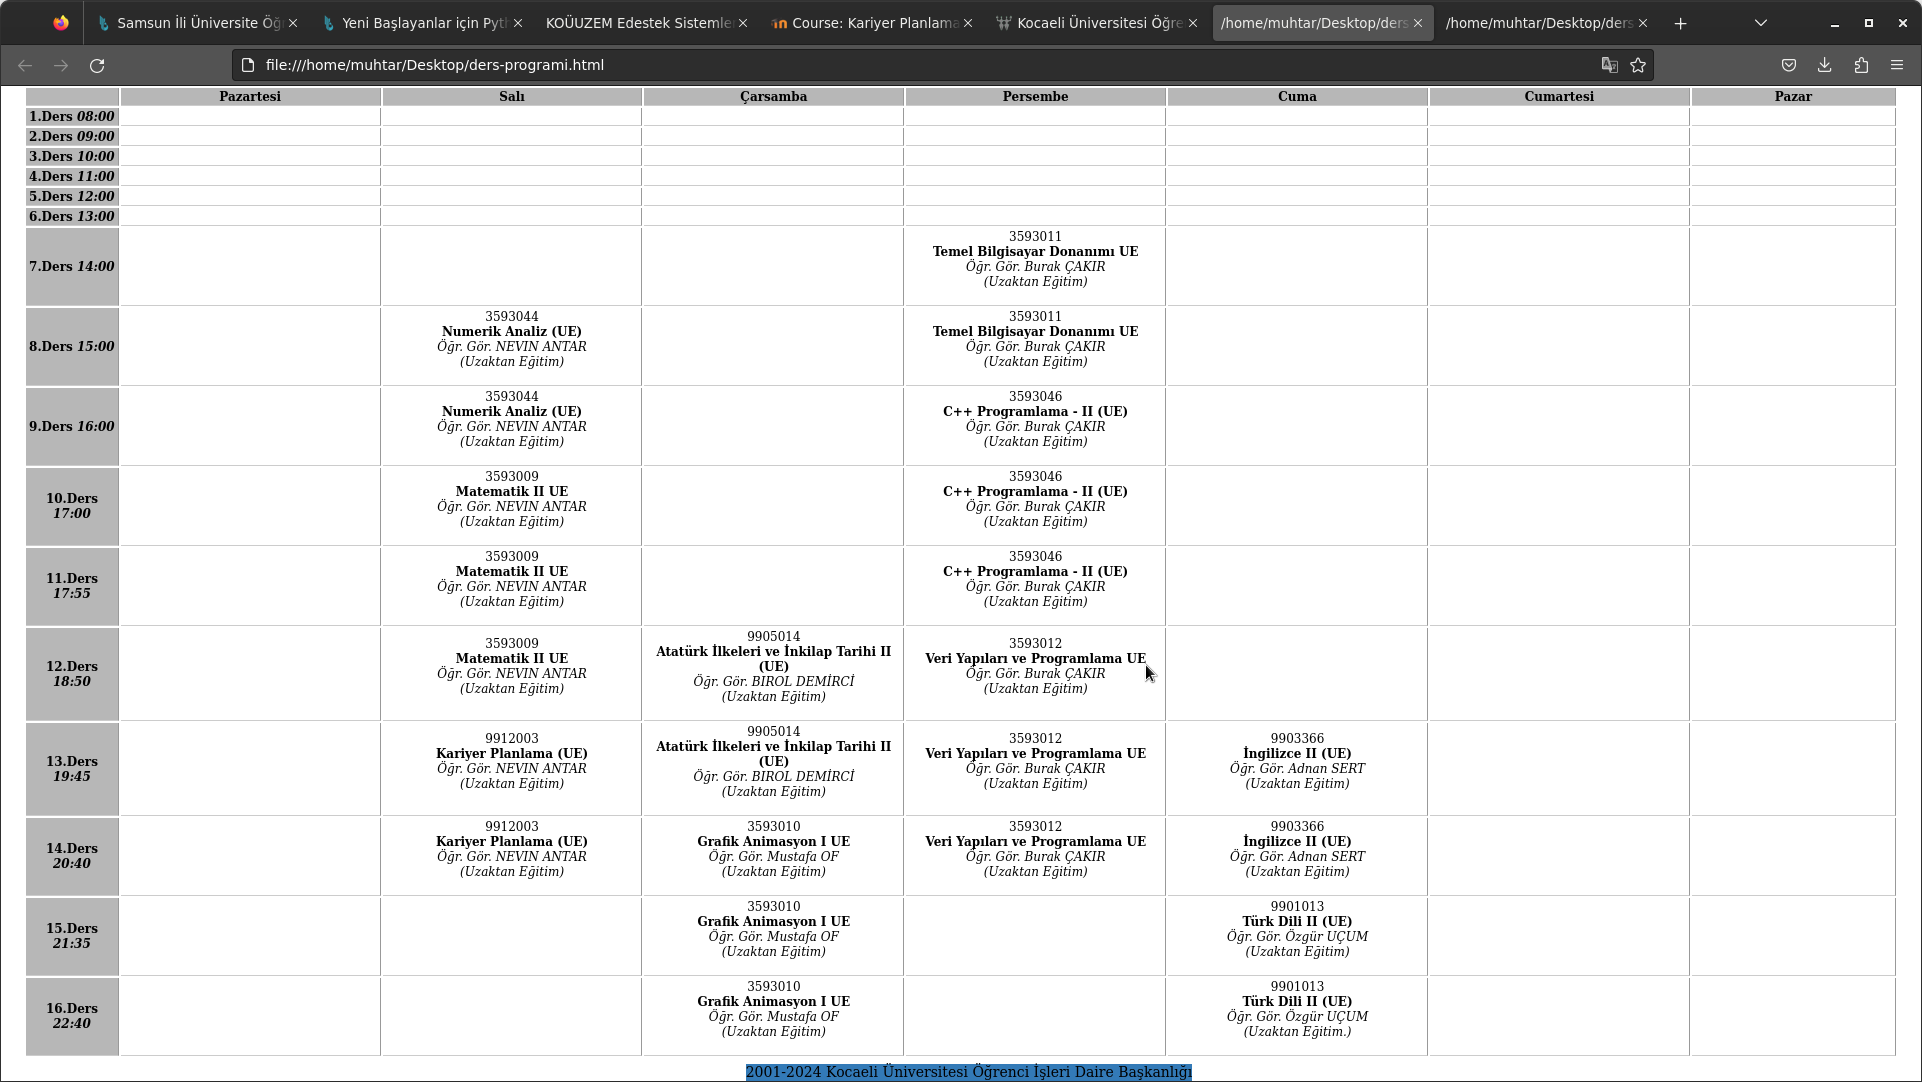 Samsun İli Üniversite Öğ
Yeni Başlayanlar için Pyt
KOÜUZEM Edestek Sistemle
Course: Kariyer Planlama
Kocaeli Üniversitesi Öğre
/home/muhtar/Desktop/ders
/home/muhtar/Desktop/ders
file:///home/muhtar/Desktop/ders-programi.html
Pazartesi Salı Çarsamba Persembe Cuma Cumartesi Pazar
1.Ders 08:00
2.Ders 09:00
3.Ders 10:00
4.Ders 11:00
5.Ders 12:00
6.Ders 13:00
7.Ders 14:00
3593011
Temel Bilgisayar Donanımı UE
Öğr. Gör. Burak ÇAKIR
(Uzaktan Eğitim)
8.Ders 15:00
3593044
Numerik Analiz (UE)
Öğr. Gör. NEVIN ANTAR
(Uzaktan Eğitim)
3593011
Temel Bilgisayar Donanımı UE
Öğr. Gör. Burak ÇAKIR
(Uzaktan Eğitim)
9.Ders 16:00
3593044
Numerik Analiz (UE)
Öğr. Gör. NEVIN ANTAR
(Uzaktan Eğitim)
3593046
C++ Programlama - II (UE)
Öğr. Gör. Burak ÇAKIR
(Uzaktan Eğitim)
10.Ders
17:00
3593009
Matematik II UE
Öğr. Gör. NEVIN ANTAR
(Uzaktan Eğitim)
3593046
C++ Programlama - II (UE)
Öğr. Gör. Burak ÇAKIR
(Uzaktan Eğitim)
11.Ders
17:55
3593009
Matematik II UE
Öğr. Gör. NEVIN ANTAR
(Uzaktan Eğitim)
3593046
C++ Programlama - II (UE)
Öğr. Gör. Burak ÇAKIR
(Uzaktan Eğitim)
12.Ders
18:50
3593009
Matematik II UE
Öğr. Gör. NEVIN ANTAR
(Uzaktan Eğitim)
9905014
Atatürk İlkeleri ve İnkilap Tarihi II
(UE)
Öğr. Gör. BIROL DEMİRCİ
(Uzaktan Eğitim)
3593012
Veri Yapıları ve Programlama UE
Öğr. Gör. Burak ÇAKIR
(Uzaktan Eğitim)
13.Ders
19:45
9912003
Kariyer Planlama (UE)
Öğr. Gör. NEVIN ANTAR
(Uzaktan Eğitim)
9905014
Atatürk İlkeleri ve İnkilap Tarihi II
(UE)
Öğr. Gör. BIROL DEMİRCİ
(Uzaktan Eğitim)
3593012
Veri Yapıları ve Programlama UE
Öğr. Gör. Burak ÇAKIR
(Uzaktan Eğitim)
9903366
İngilizce II (UE)
Öğr. Gör. Adnan SERT
(Uzaktan Eğitim)
14.Ders
20:40
9912003
Kariyer Planlama (UE)
Öğr. Gör. NEVIN ANTAR
(Uzaktan Eğitim)
3593010
Grafik Animasyon I UE
Öğr. Gör. Mustafa OF
(Uzaktan Eğitim)
3593012
Veri Yapıları ve Programlama UE
Öğr. Gör. Burak ÇAKIR
(Uzaktan Eğitim)
9903366
İngilizce II (UE)
Öğr. Gör. Adnan SERT
(Uzaktan Eğitim)
15.Ders
21:35
3593010
Grafik Animasyon I UE
Öğr. Gör. Mustafa OF
(Uzaktan Eğitim)
9901013
Türk Dili II (UE)
Öğr. Gör. Özgür UÇUM
(Uzaktan Eğitim)
16.Ders
22:40
3593010
Grafik Animasyon I UE
Öğr. Gör. Mustafa OF
(Uzaktan Eğitim)
9901013
Türk Dili II (UE)
Öğr. Gör. Özgür UÇUM
(Uzaktan Eğitim.)
2001-2024 Kocaeli Üniversitesi Öğrenci İşleri Daire Başkanlığı